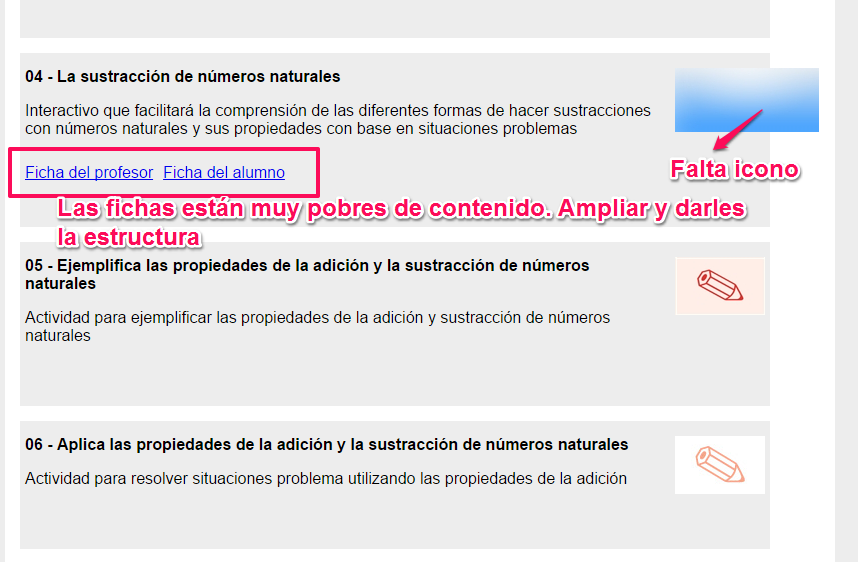 04 - La sustracción de números naturales
Interactivo que facilitará la comprensión de las diferentes formas de hacer sustracciones
con números naturales y sus propiedades con base en situaciones problemas
Ficha del profesor Ficha del alumno
Falta icono
Las fichas están muy pobres de contenido. Ampliar y darles
la estructura
05 - Ejemplifica las propiedades de la adición y la sustracción de números
naturales
Actividad para ejemplificar las propiedades de la adición y sustracción de números
naturales
06 - Aplica las propiedades de la adición y la sustracción de números naturales
Actividad para resolver situaciones problema utilizando las propiedades de la adición